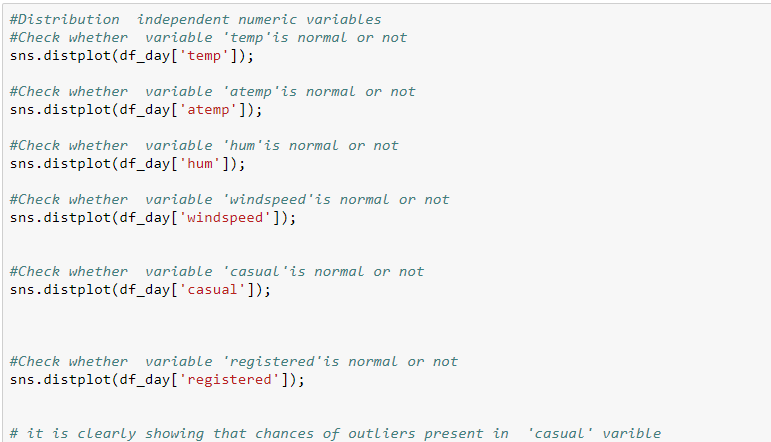 #Distribution  independent numeric variables
#Check whether  variable 'temp'is normal or not
sns.distplot(df_day['temp']);
#Check whether  variable 'atemp'is normal or not
sns.distplot(df_day['atemp']);
#Check whether  variable 'hum'is normal or not
sns.distplot(df_day['hum']);
#Check whether  variable 'windspeed'is normal or not
sns.distplot(df_day['windspeed']);
#Check whether  variable 'casual'is normal or not
sns.distplot(df_day['casual']);
#Check whether  variable 'registered'is normal or not
sns.distplot(df_day['registered']);
# it is clearly showing that chances of outliers present in  'casual' varible